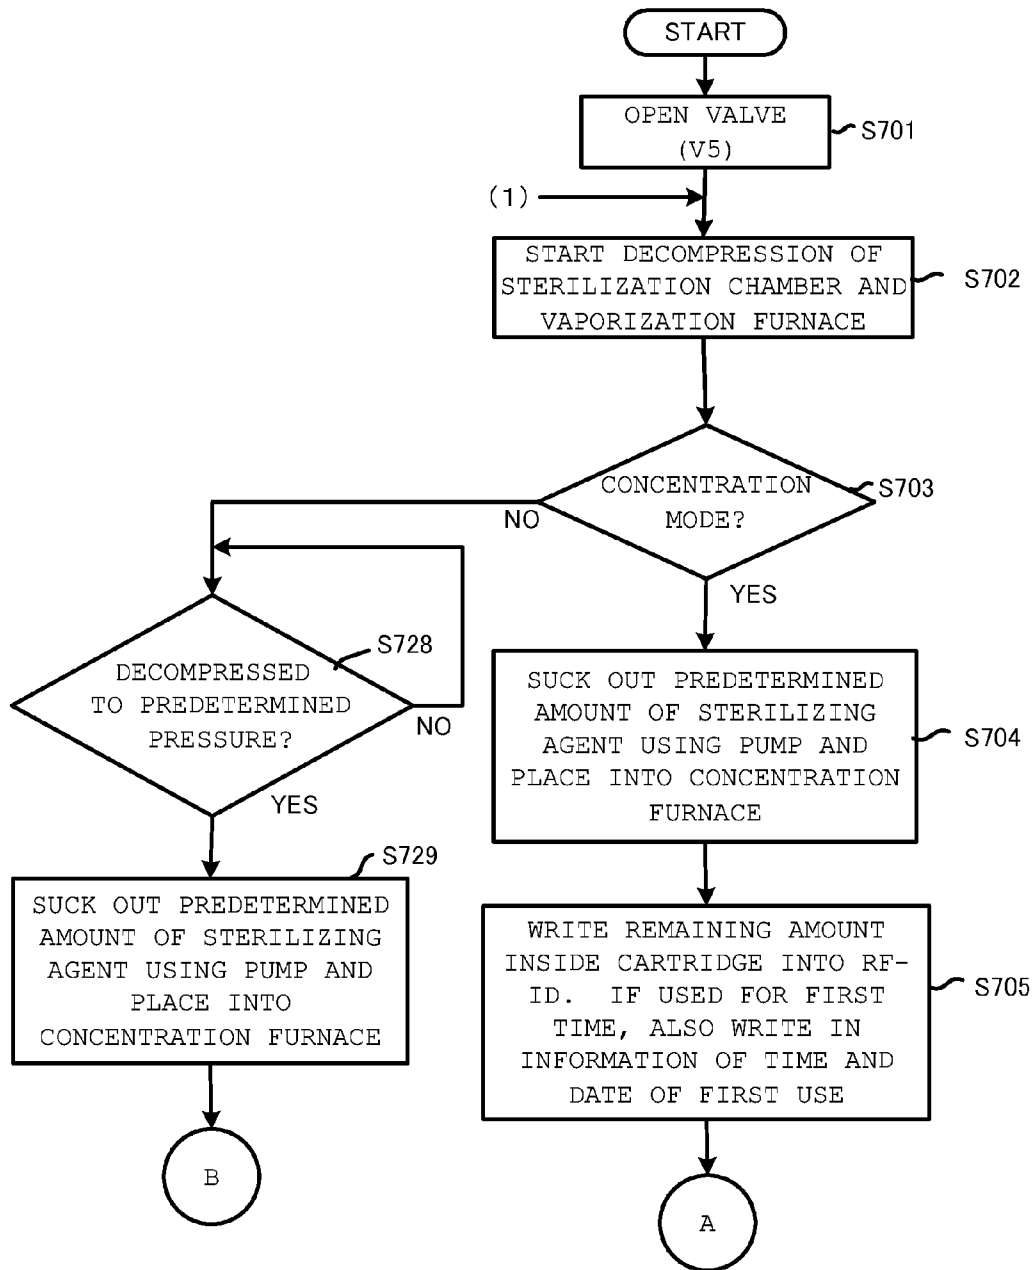 START
OPEN VALVE
(V5)
S701
(1)
START DECOMPRESSION OF
STERILIZATION CHAMBER AND
VAPORIZATION FURNACE
S702
CONCENTRATION
MODE?
S703
NO
YES
DECOMPRESSED
TO PREDETERMINED
PRESSURE?
S728
NO
YES
SUCK OUT PREDETERMINED
AMOUNT OF STERILIZING
AGENT USING PUMP AND
PLACE INTO CONCENTRATION
FURNACE
S704
SUCK OUT PREDETERMINED
AMOUNT OF STERILIZING
AGENT USING PUMP AND
PLACE INTO
CONCENTRATION FURNACE
S729
WRITE REMAINING AMOUNT
INSIDE CARTRIDGE INTO RF-
ID. IF USED FOR FIRST
TIME, ALSO WRITE IN
INFORMATION OF TIME AND
DATE OF FIRST USE
S705
B
A